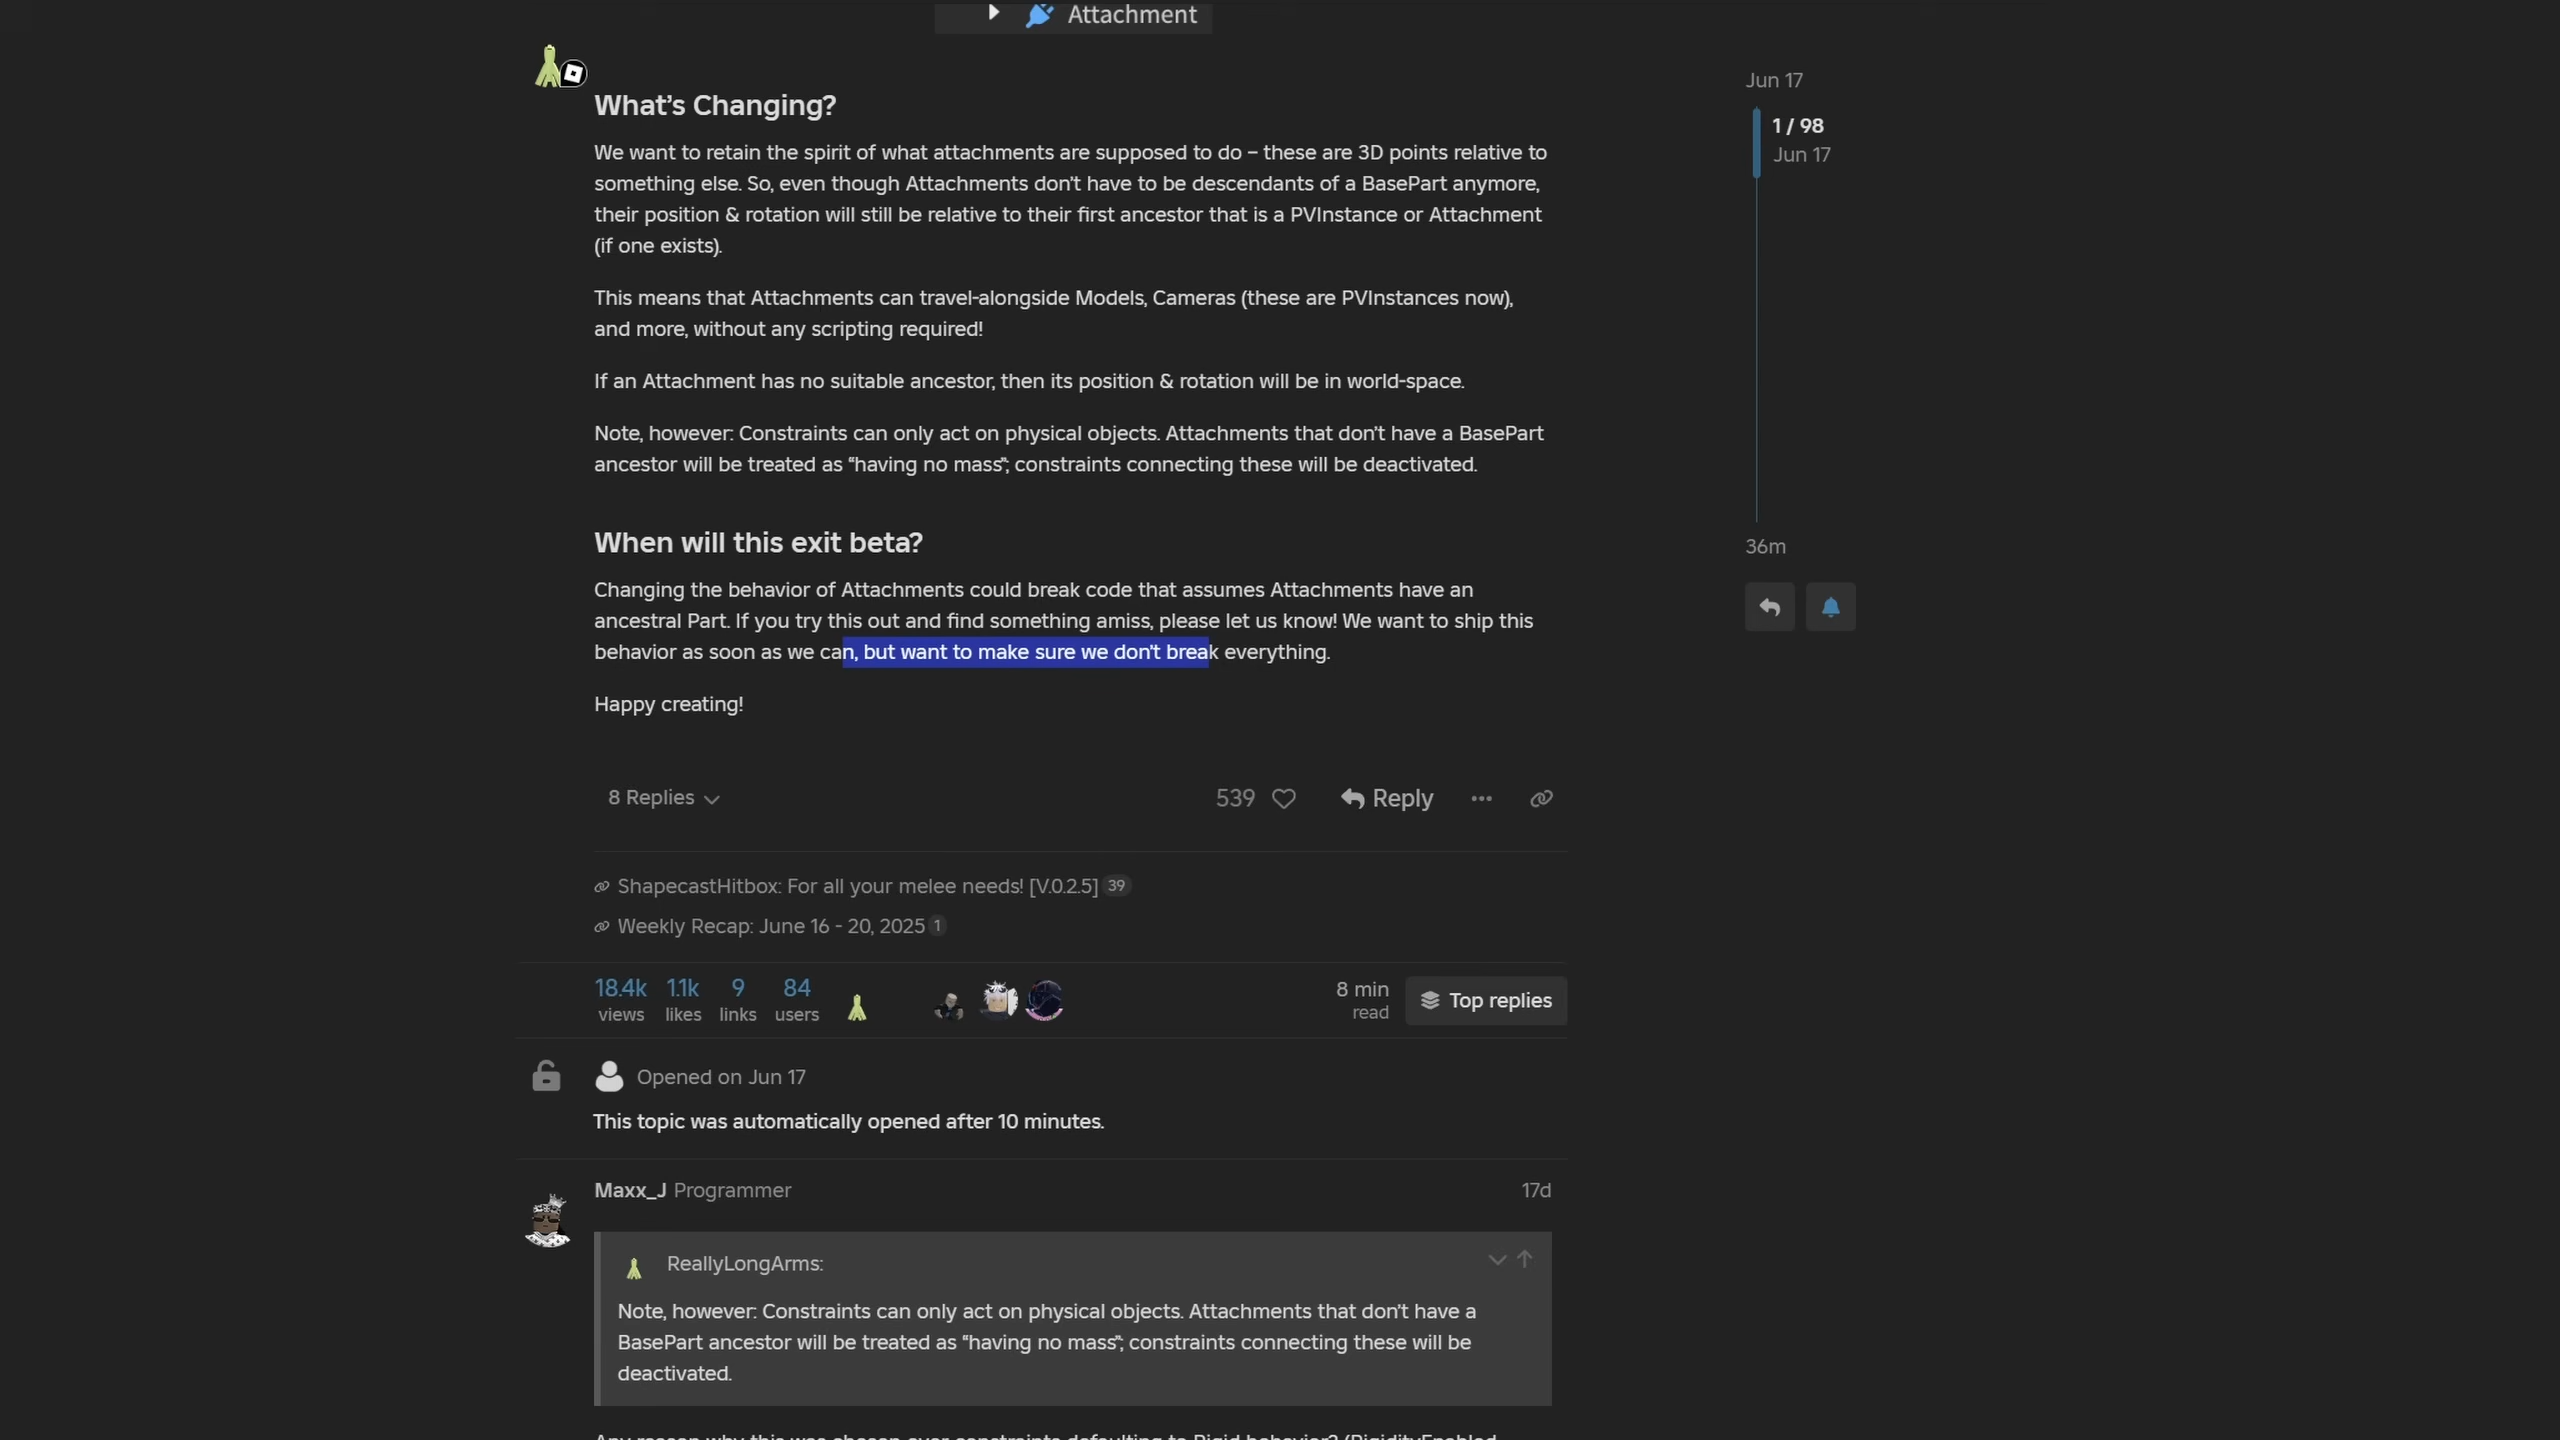 Attachment
What's Changing?
We want to retain the spirit of what attachments are supposed to do – these are 3D points relative to
something else. So, even though Attachments don't have to be descendants of a BasePart anymore,
their position & rotation will still be relative to their first ancestor that is a PVInstance or Attachment
(if one exists).
This means that Attachments can travel-alongside Models, Cameras (these are PVInstances now),
and more, without any scripting required!
If an Attachment has no suitable ancestor, then its position & rotation will be in world-space.
Note, however: Constraints can only act on physical objects. Attachments that don't have a BasePart
ancestor will be treated as “having no mass”; constraints connecting these will be deactivated.
When will this exit beta?
Changing the behavior of Attachments could break code that assumes Attachments have an
ancestral Part. If you try this out and find something amiss, please let us know! We want to ship this
behavior as soon as we can, but want to make sure we don't break everything.
Happy creating!
8 Replies
539
Reply
ShapecastHitbox: For all your melee needs! [V.0.2.5] 39
Weekly Recap: June 16 - 20, 2025 1
18.4k 1.1k 9 84
views likes links users
8 min
read
Top replies
Opened on Jun 17
This topic was automatically opened after 10 minutes.
Maxx_J Programmer
17d
ReallyLongArms:
Note, however: Constraints can only act on physical objects. Attachments that don't have a
BasePart ancestor will be treated as “having no mass”; constraints connecting these will be
deactivated.
Any reason why this was chosen over constraints defaulting to Rigid behavior? (RigidityEnabled
Jun 17
1 / 98
Jun 17
36m